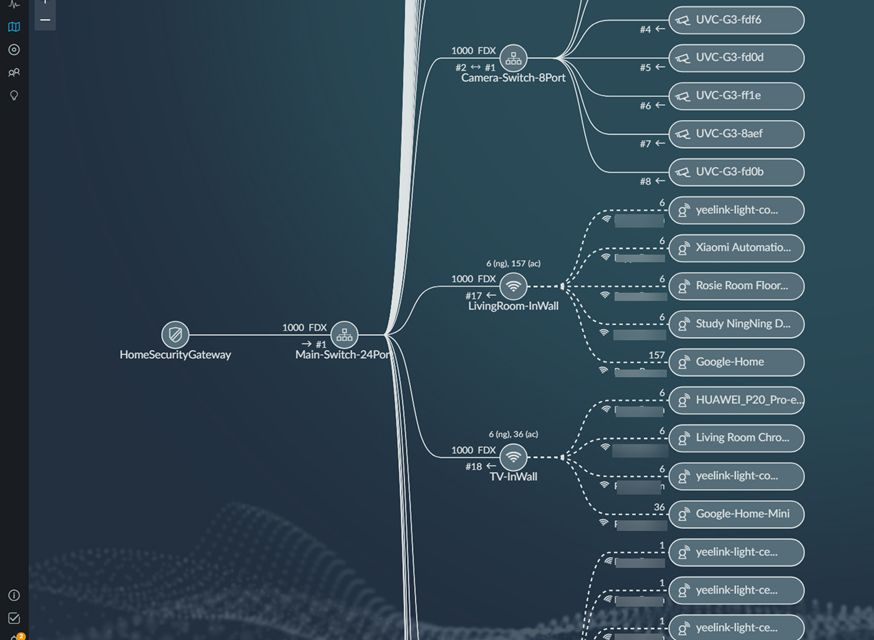 #4 ←
UVC-G3-fdf6
1000 FDX
#2 ↔ #1
Camera-Switch-8Port
#5 ←
UVC-G3-fd0d
#6 ←
UVC-G3-ff1e
#7 ←
UVC-G3-8aef
#8 ←
UVC-G3-fd0b
6
yeelink-light-co...
6
Xiaomi Automatio...
6 (ng), 157 (ac)
1000 FDX
#17 ←
LivingRoom-InWall
6
Rosie Room Floor...
6
Study NingNing D...
HomeSecurityGateway
1000 FDX
→ #1
Main-Switch-24Port
157
Google-Home
6
HUAWEI_P20_Pro-e...
6 (ng), 36 (ac)
1000 FDX
#18 ←
TV-InWall
6
Living Room Chro...
6
yeelink-light-co...
36
Google-Home-Mini
1
yeelink-light-ce...
1
yeelink-light-ce...
1
yeelink-light-ce...